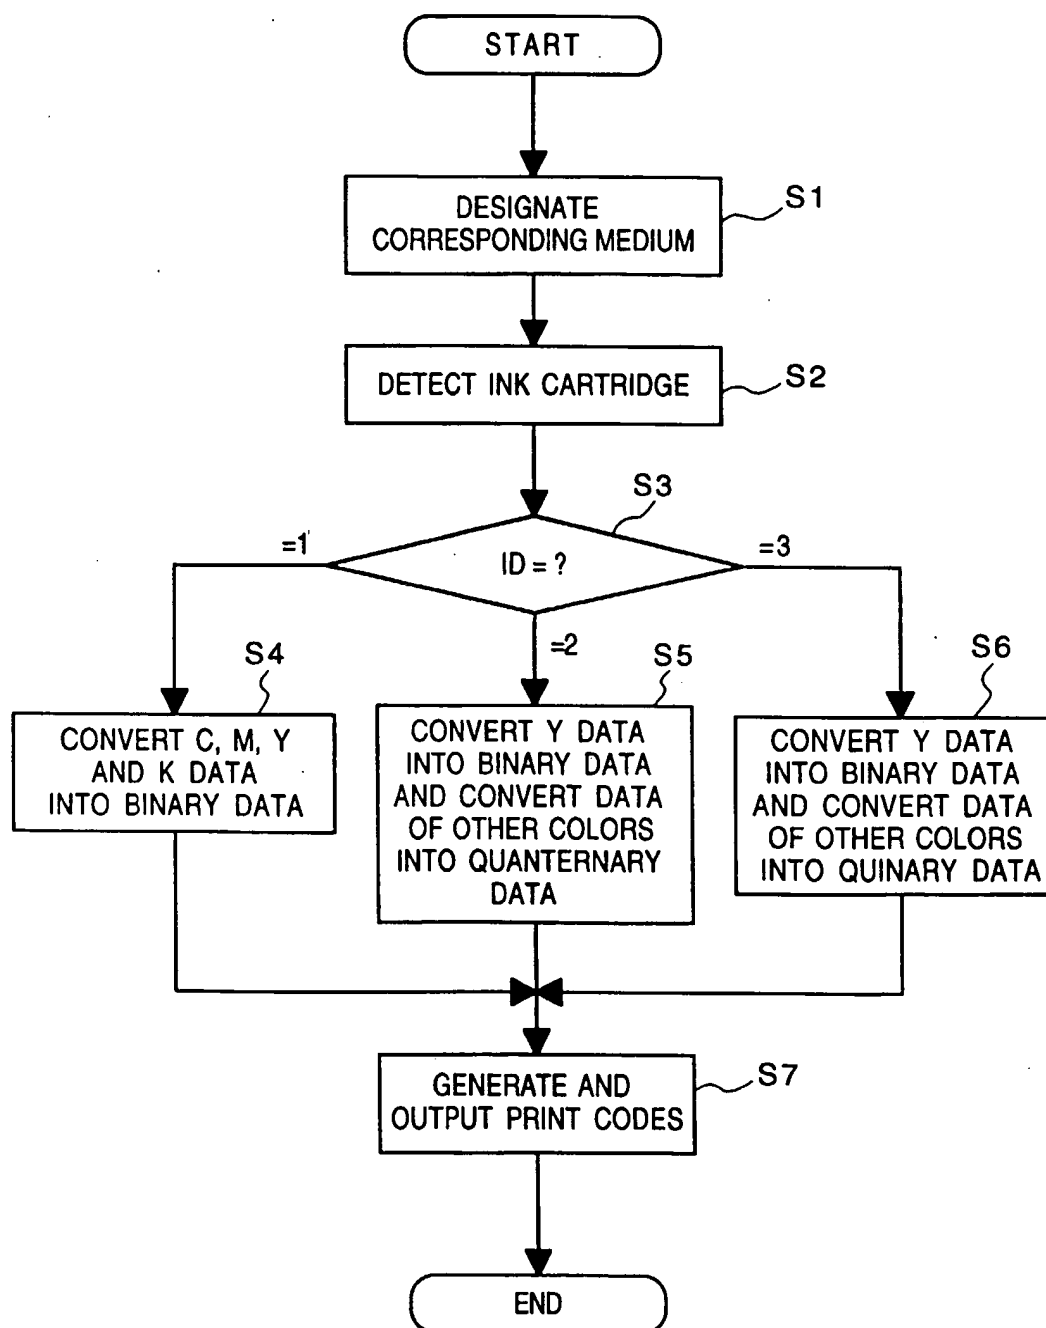 START
DESIGNATE
CORRESPONDING MEDIUM
S1
DETECT INK CARTRIDGE
S2
S3
ID = ?
=1
=2
=3
S4
CONVERT C, M, Y
AND K DATA
INTO BINARY DATA
S5
CONVERT Y DATA
INTO BINARY DATA
AND CONVERT DATA
OF OTHER COLORS
INTO QUANTERNARY
DATA
S6
CONVERT Y DATA
INTO BINARY DATA
AND CONVERT DATA
OF OTHER COLORS
INTO QUINARY DATA
GENERATE AND
OUTPUT PRINT CODES
S7
END